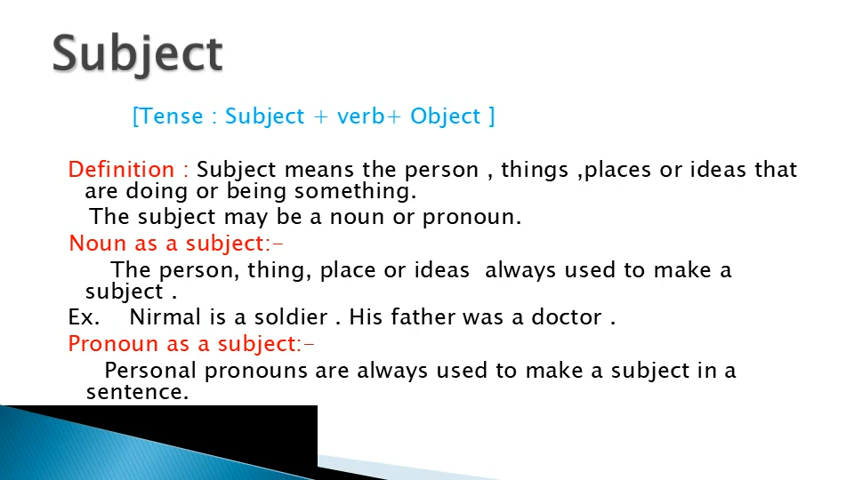 Subject
[Tense : Subject + verb+ Object ]
Definition : Subject means the person , things ,places or ideas that
are doing or being something.
The subject may be a noun or pronoun.
Noun as a subject:-
The person, thing, place or ideas always used to make a
subject .
Ex. Nirmal is a soldier . His father was a doctor .
Pronoun as a subject:-
Personal pronouns are always used to make a subject in a
sentence.